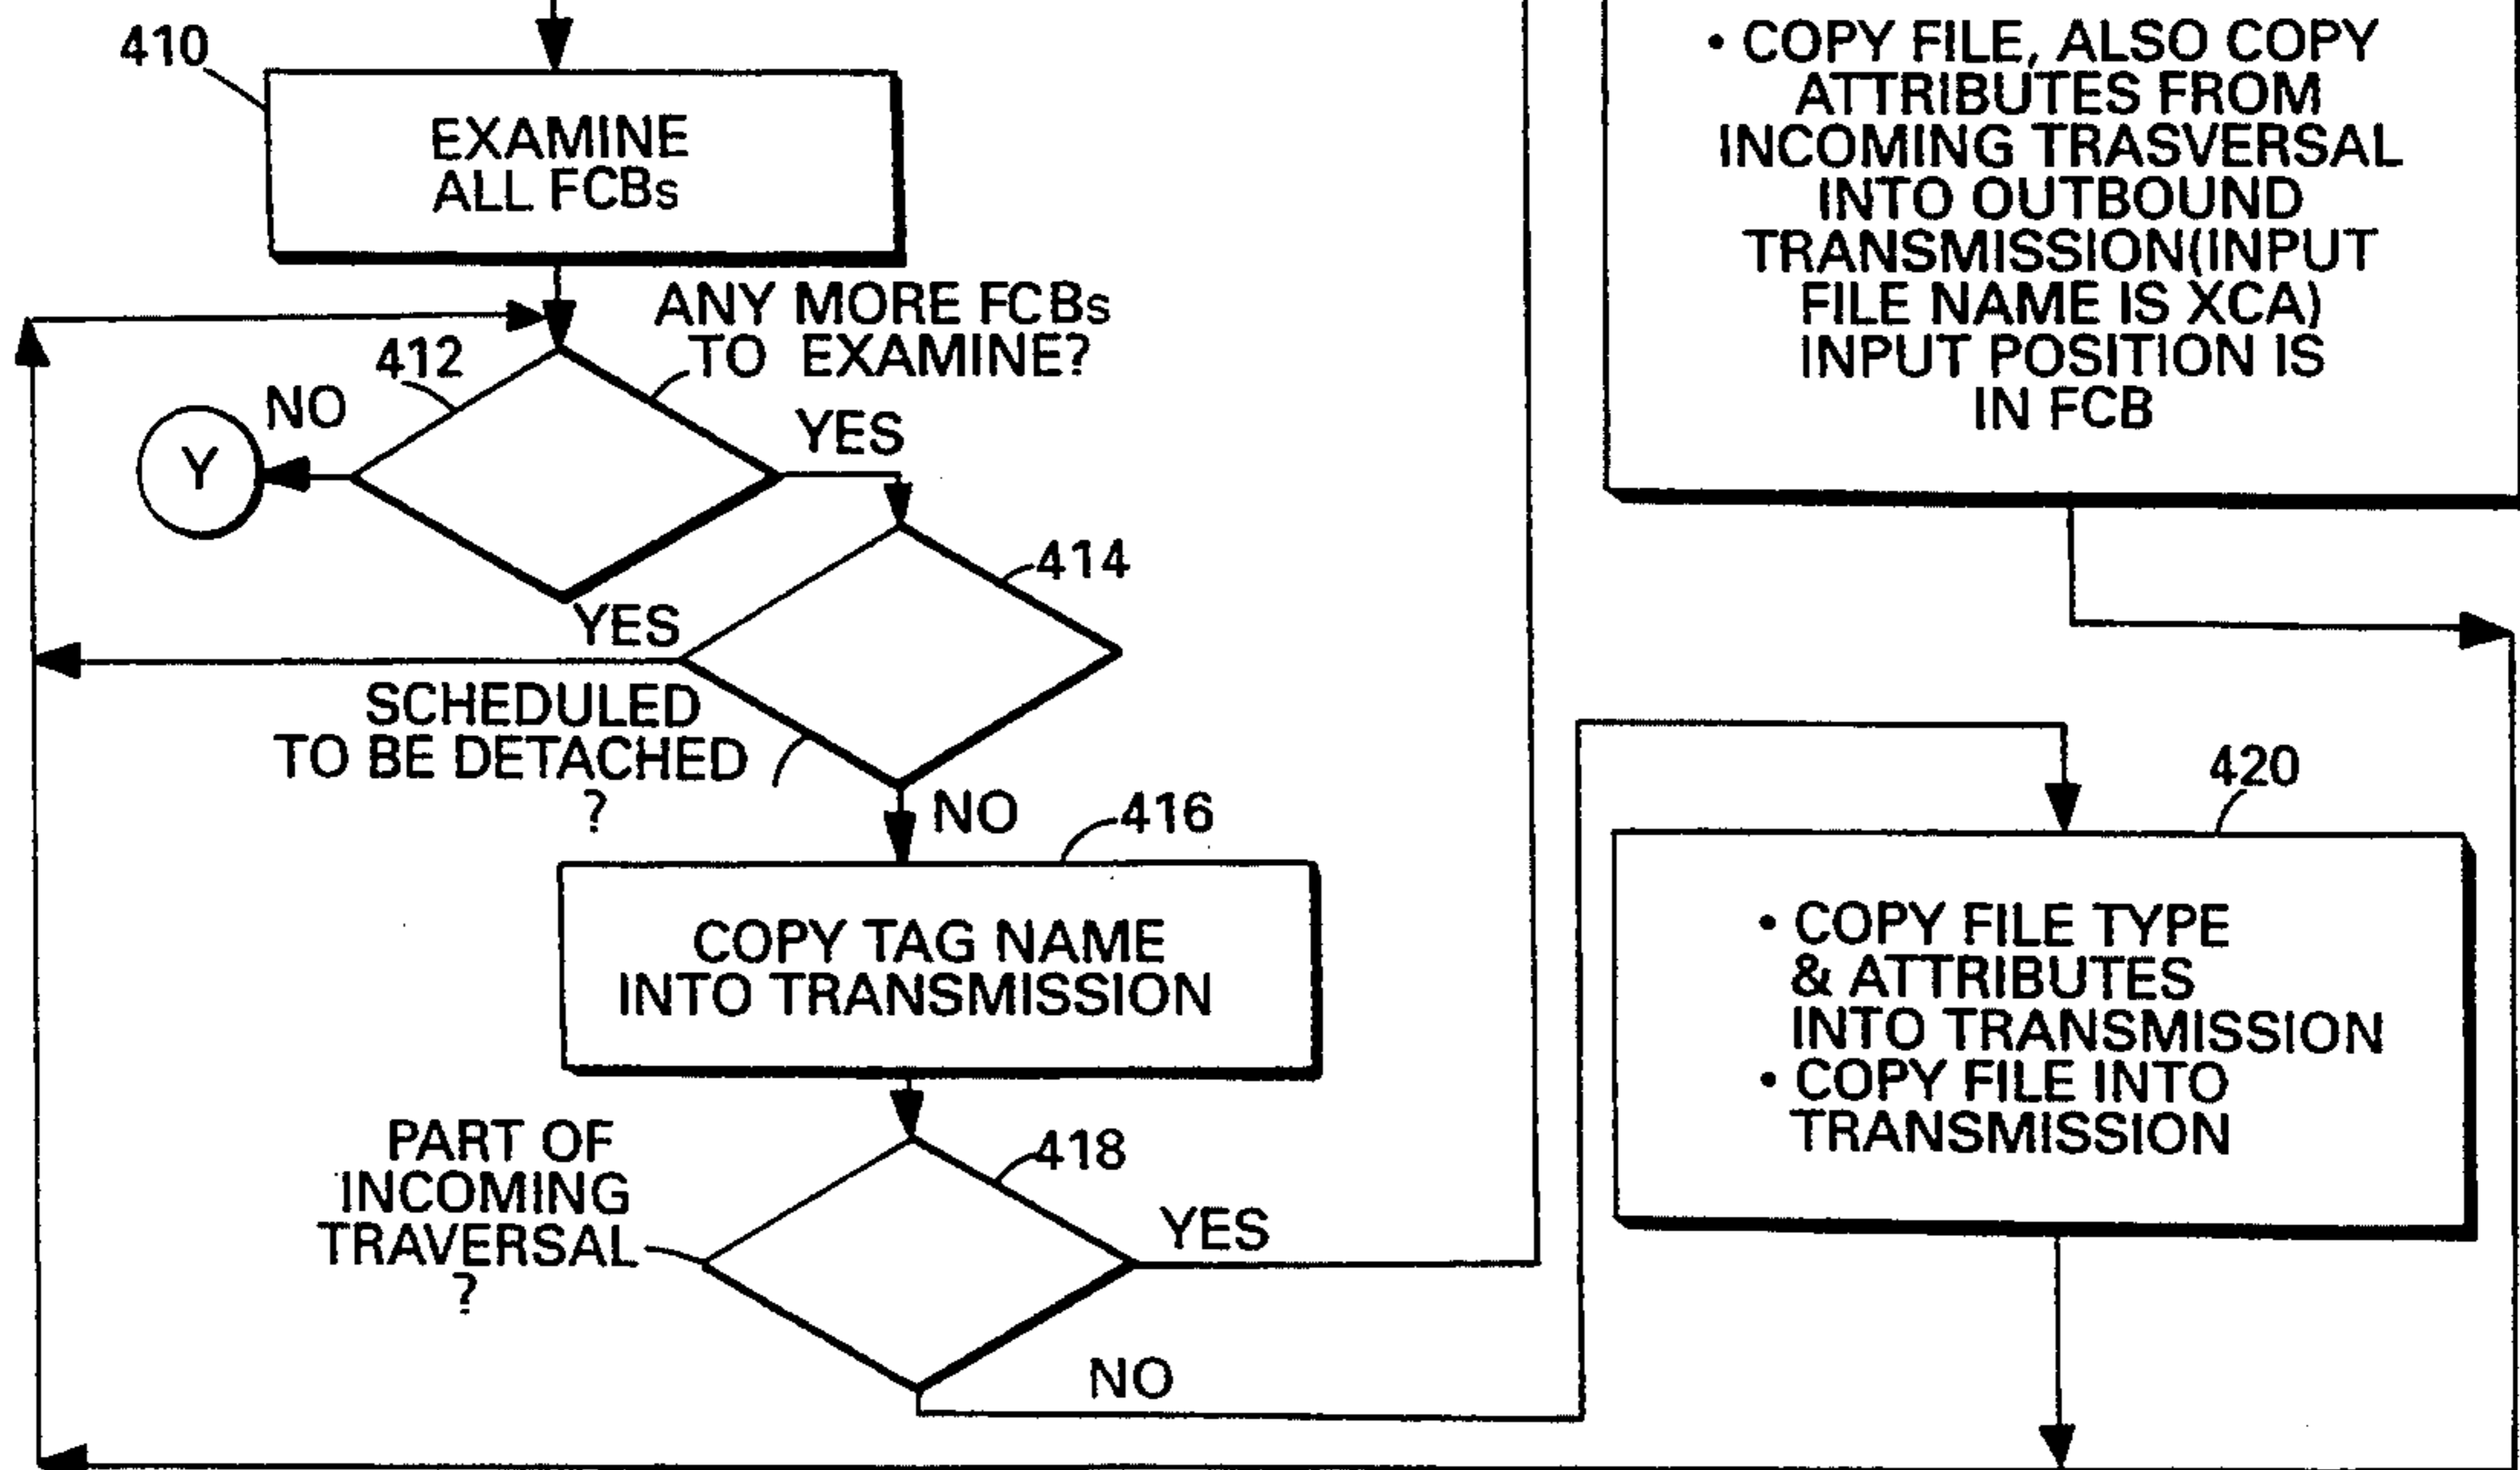 410
EXAMINE
ALL FCBs
ANY MORE FCBs
TO EXAMINE?
412
NO
Y
YES
414
YES
SCHEDULED
TO BE DETACHED
?
NO
416
COPY TAG NAME
INTO TRANSMISSION
PART OF
INCOMING
TRAVERSAL
?
418
YES
NO
• COPY FILE, ALSO COPY
ATTRIBUTES FROM
INCOMING TRASVERSAL
INTO OUTBOUND
TRANSMISSION(INPUT
FILE NAME IS XCA)
INPUT POSITION IS
IN FCB
420
• COPY FILE TYPE
& ATTRIBUTES
INTO TRANSMISSION
• COPY FILE INTO
TRANSMISSION